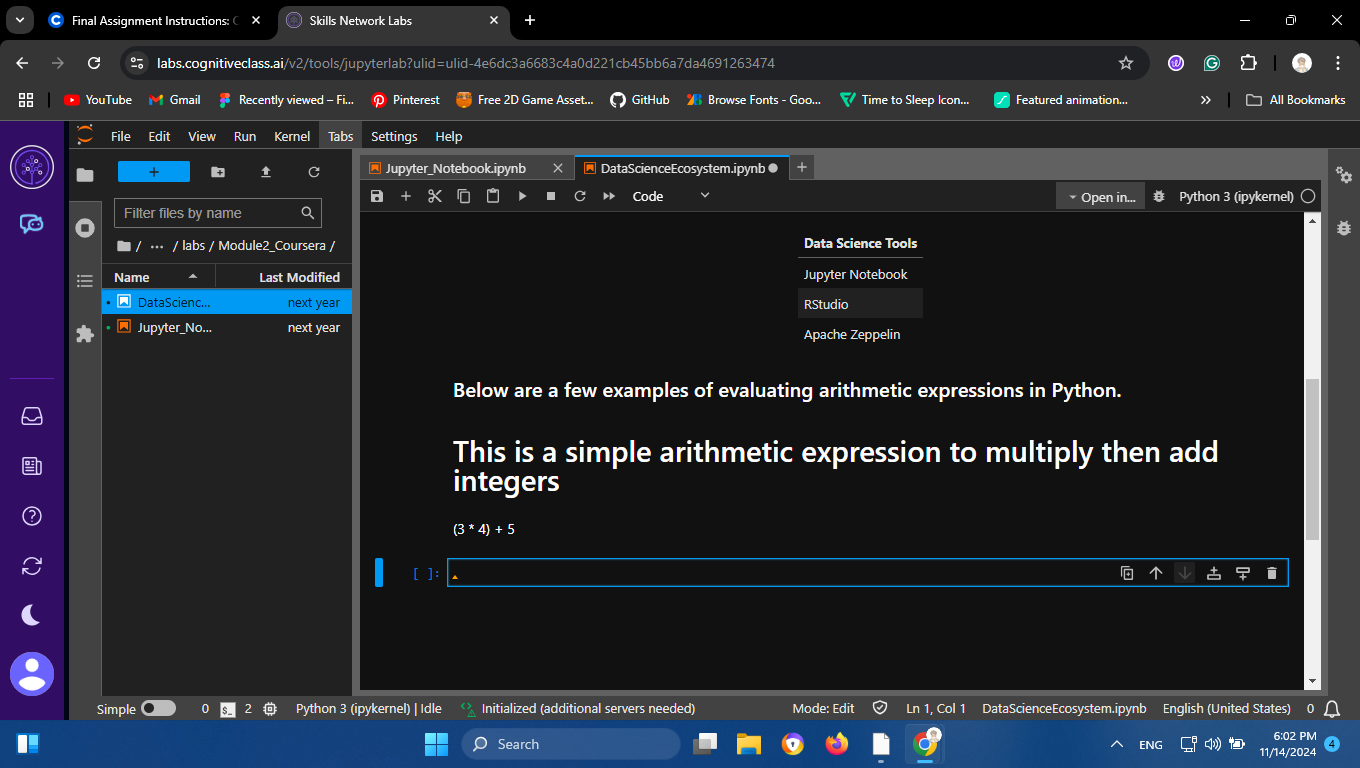 Final Assignment Instructions: C
Skills Network Labs
labs.cognitiveclass.ai/v2/tools/jupyterlab?ulid=ulid-4e6dc3a6683c4a0d221cb45bb6a7da4691263474
YouTube
Gmail
Recently viewed – Fi...
Pinterest
Free 2D Game Asset...
GitHub
Browse Fonts - Goo...
Time to Sleep Icon...
Featured animation...
All Bookmarks
File Edit View Run Kernel Tabs Settings Help
Jupyter_Notebook.ipynb
DataScienceEcosystem.ipynb
Code
Open in...
Python 3 (ipykernel)
Filter files by name
/ ... / labs / Module2_Coursera /
Name Last Modified
DataScienc... next year
Jupyter_No... next year
Data Science Tools
Jupyter Notebook
RStudio
Apache Zeppelin
Below are a few examples of evaluating arithmetic expressions in Python.
This is a simple arithmetic expression to multiply then add
integers
(3 * 4) + 5
[ ]:
Simple 0 $_ 2 Python 3 (ipykernel) | Idle Initialized (additional servers needed) Mode: Edit Ln 1, Col 1 DataScienceEcosystem.ipynb English (United States) 0
Search
ENG
6:02 PM
11/14/2024
4